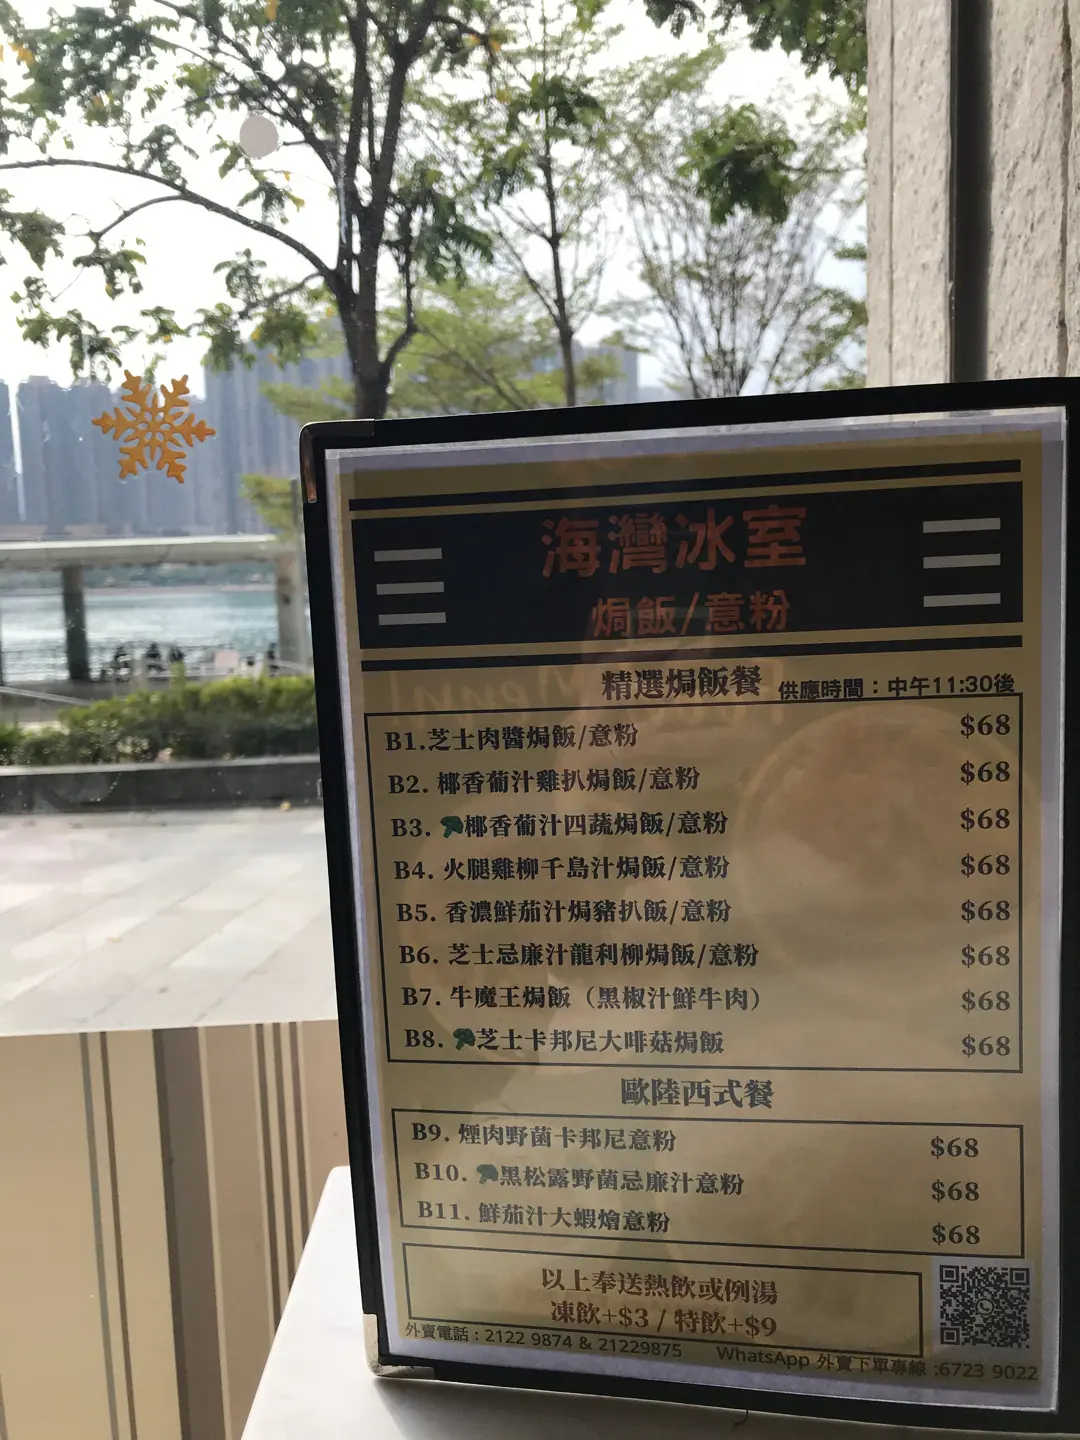 海灣冰室
焗飯/意粉
精選焗飯餐 供應時間：中午11:30後
B1.芝士肉醬焗飯/意粉 $68
B2. 椰香葡汁雞扒焗飯/意粉 $68
B3. 椰香葡汁四蔬焗飯/意粉 $68
B4. 火腿雞柳千島汁焗飯/意粉 $68
B5. 香濃鮮茄汁焗豬扒飯/意粉 $68
B6. 芝士忌廉汁龍利柳焗飯/意粉 $68
B7. 牛魔王焗飯（黑椒汁鮮牛肉） $68
B8. 芝士卡邦尼大啡菇焗飯 $68
歐陸西式餐
B9. 煙肉野菌卡邦尼意粉 $68
B10. 黑松露野菌忌廉汁意粉 $68
B11. 鮮茄汁大蝦燴意粉 $68
以上奉送熱飲或例湯
凍飲+$3 / 特飲+$9
外賣電話 : 2122 9874 & 21229875 WhatsApp 外賣下單專線 :6723 9022